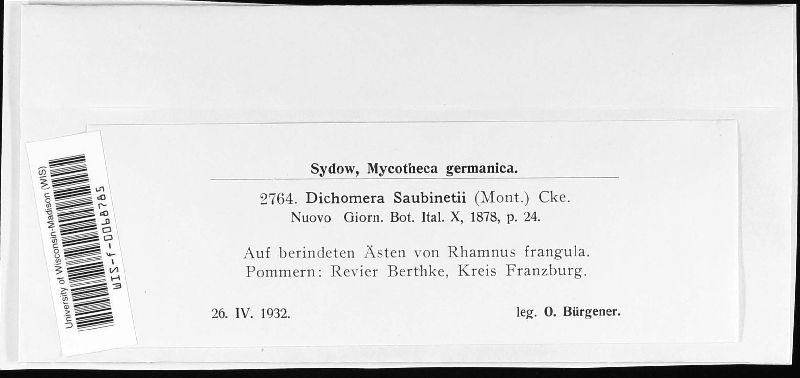 Sydow, Mycotheca germanica.
2764. Dichomera Saubinetii (Mont.) Cke.
Nuovo Giorn. Bot. Ital. X, 1878, p. 24.
Auf berindeten Ästen von Rhamnus frangula.
Pommern: Revier Berthke, Kreis Franzburg.
26. IV. 1932. leg. O. Bürgener.
University of Wisconsin-Madison (WIS)
WIS-f-0068785